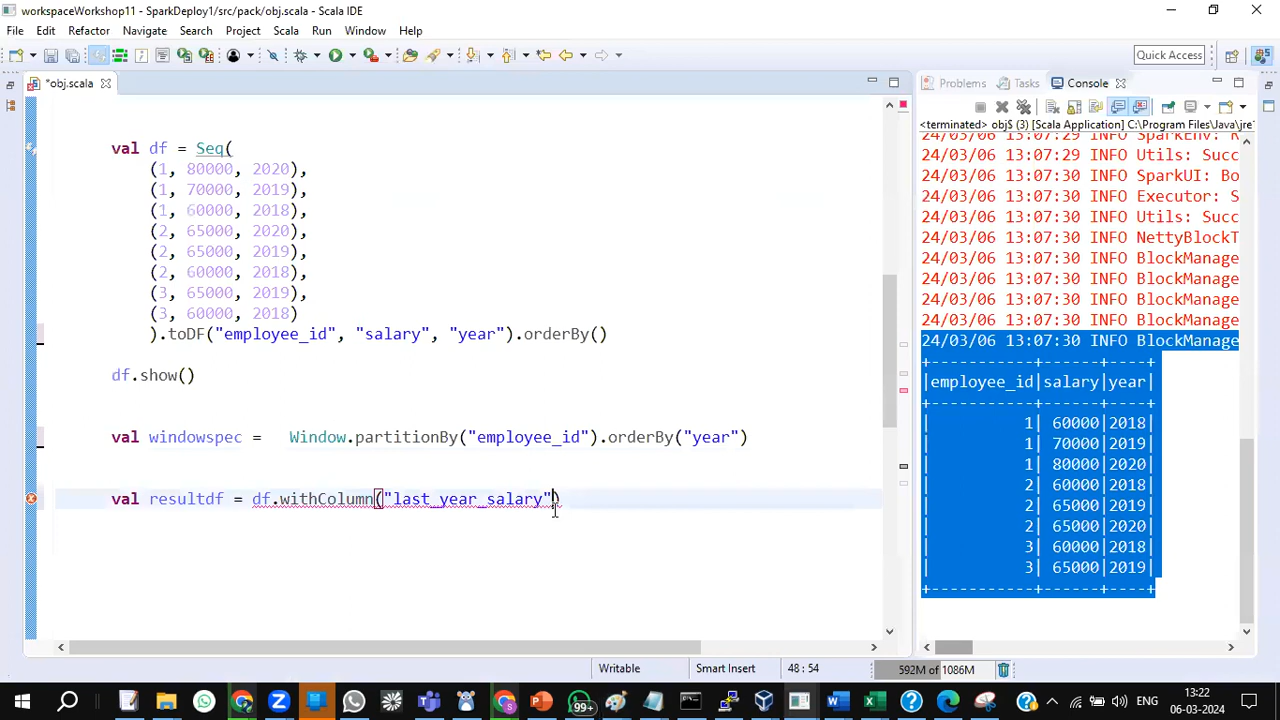 workspaceWorkshop11 - SparkDeploy1/src/pack/obj.scala - Scala IDE
File Edit Refactor Navigate Search Project Scala Run Window Help
Quick Access
*obj.scala
Problems Tasks Console
<terminated> obj$ (3) [Scala Application] C:\Program Files\Java\jre
val df = Seq(
(1, 80000, 2020),
(1, 70000, 2019),
(1, 60000, 2018),
(2, 65000, 2020),
(2, 65000, 2019),
(2, 60000, 2018),
(3, 65000, 2019),
(3, 60000, 2018)
).toDF("employee_id", "salary", "year").orderBy()
df.show()
val windowspec = Window.partitionBy("employee_id").orderBy("year")
val resultdf = df.withColumn("last_year_salary")
24/03/06 13:07:29 INFO SparkEnv: R
24/03/06 13:07:29 INFO Utils: Succ
24/03/06 13:07:30 INFO SparkUI: Bo
24/03/06 13:07:30 INFO Executor: S
24/03/06 13:07:30 INFO Utils: Succ
24/03/06 13:07:30 INFO NettyBlockT
24/03/06 13:07:30 INFO BlockManage
24/03/06 13:07:30 INFO BlockManage
24/03/06 13:07:30 INFO BlockManage
24/03/06 13:07:30 INFO BlockManage
+-----------+------+----+
|employee_id|salary|year|
+-----------+------+----+
|          1| 60000|2018|
|          1| 70000|2019|
|          1| 80000|2020|
|          2| 60000|2018|
|          2| 65000|2019|
|          2| 65000|2020|
|          3| 60000|2018|
|          3| 65000|2019|
+-----------+------+----+
Writable Smart Insert 48 : 54 592M of 1086M
99+
ENG
13:22
06-03-2024